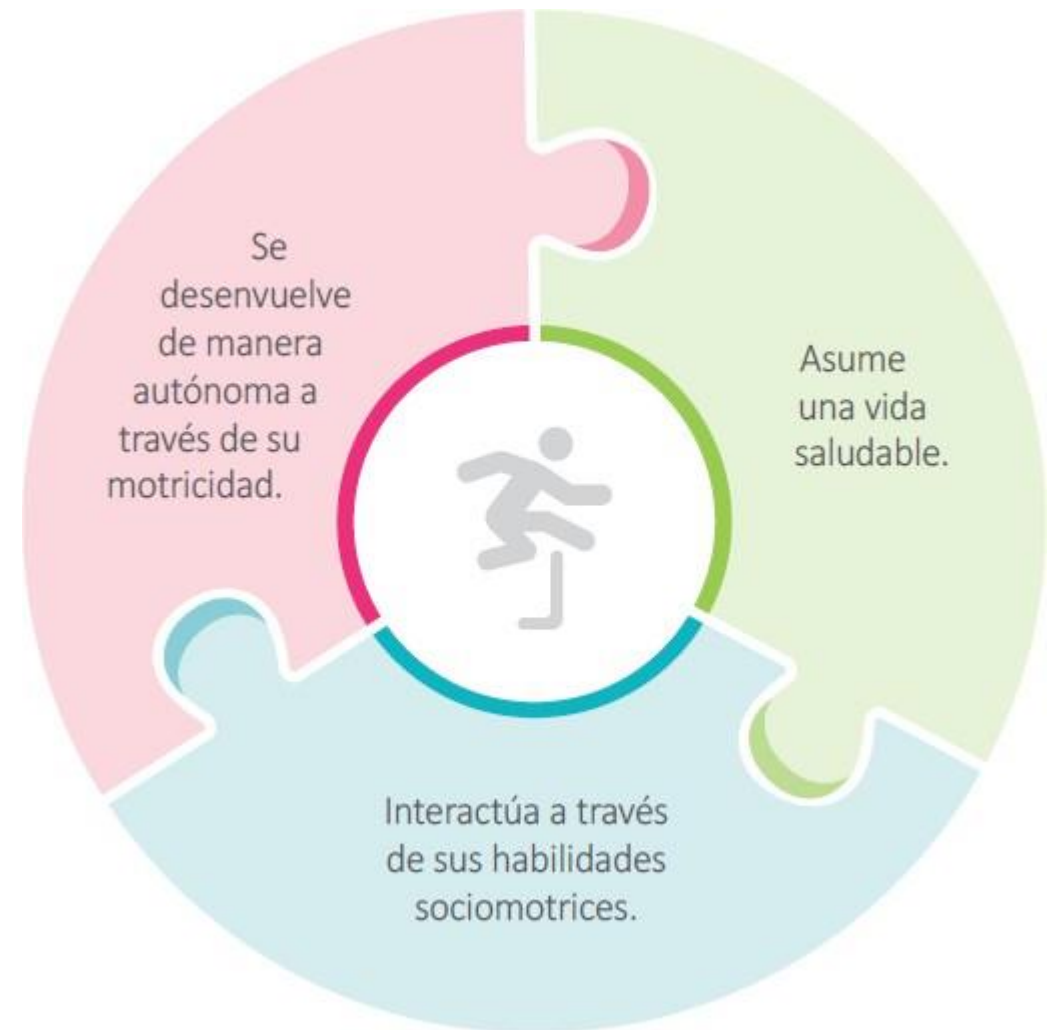 Se
desenvuelve
de manera
autónoma a
través de su
motricidad.
Asume
una vida
saludable.
Interactúa a través
de sus habilidades
sociomotrices.